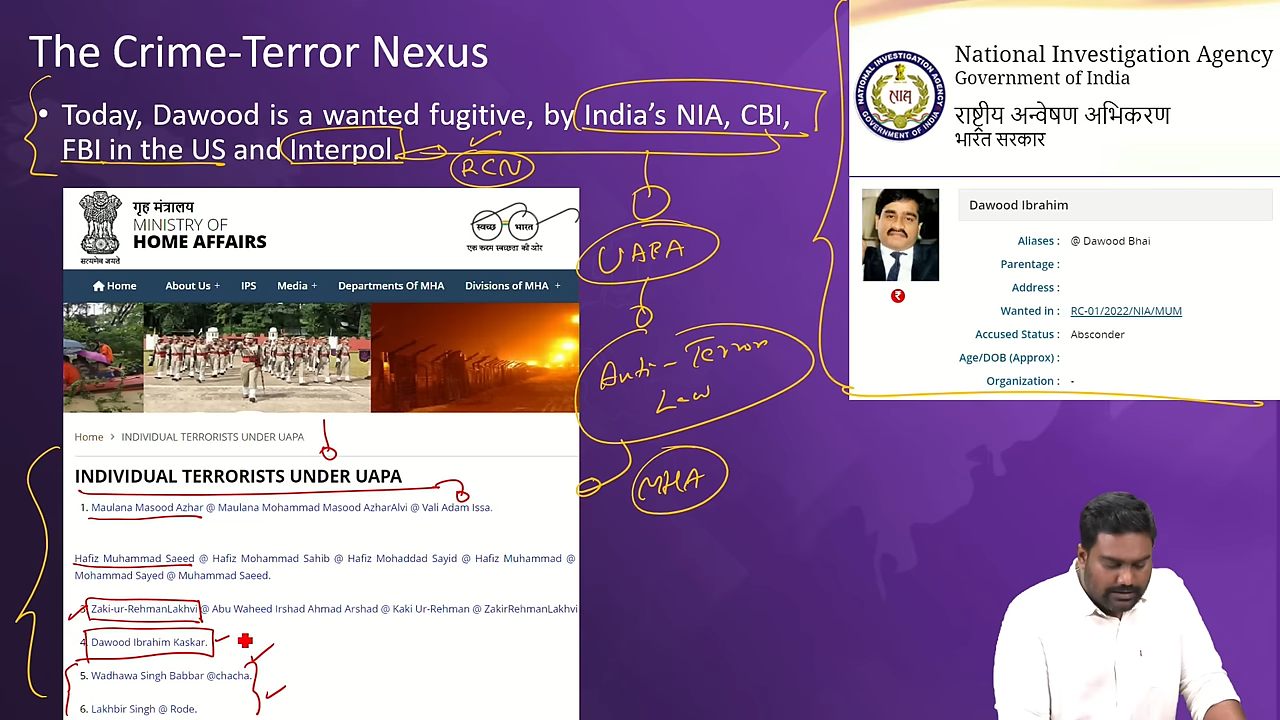 The Crime-Terror Nexus
• Today, Dawood is a wanted fugitive, by India's NIA, CBI,
FBI in the US and Interpol.
RCN
UAPA
Anti-Terror
Law
MHA
गृह मंत्रालय
MINISTRY OF
HOME AFFAIRS
सत्यमेव जयते
स्वच्छ भारत
एक कदम स्वच्छता की ओर
Home About Us + IPS Media + Departments Of MHA Divisions of MHA +
Home > INDIVIDUAL TERRORISTS UNDER UAPA
INDIVIDUAL TERRORISTS UNDER UAPA
1. Maulana Masood Azhar @ Maulana Mohammad Masood AzharAlvi @ Vali Adam Issa.
Hafiz Muhammad Saeed @ Hafiz Mohammad Sahib @ Hafiz Mohaddad Sayid @ Hafiz Muhammad @
Mohammad Sayed @ Muhammad Saeed.
3. Zaki-ur-RehmanLakhvi @ Abu Waheed Irshad Ahmad Arshad @ Kaki Ur-Rehman @ ZakirRehmanLakhvi
4. Dawood Ibrahim Kaskar.
5. Wadhawa Singh Babbar @chacha.
6. Lakhbir Singh @ Rode.
NATIONAL INVESTIGATION AGENCY
NIA
GOVERNMENT OF INDIA
National Investigation Agency
Government of India
राष्ट्रीय अन्वेषण अभिकरण
भारत सरकार
Dawood Ibrahim
Aliases : @ Dawood Bhai
Parentage :
Address :
₹
Wanted in : RC-01/2022/NIA/MUM
Accused Status : Absconder
Age/DOB (Approx) :
Organization : -